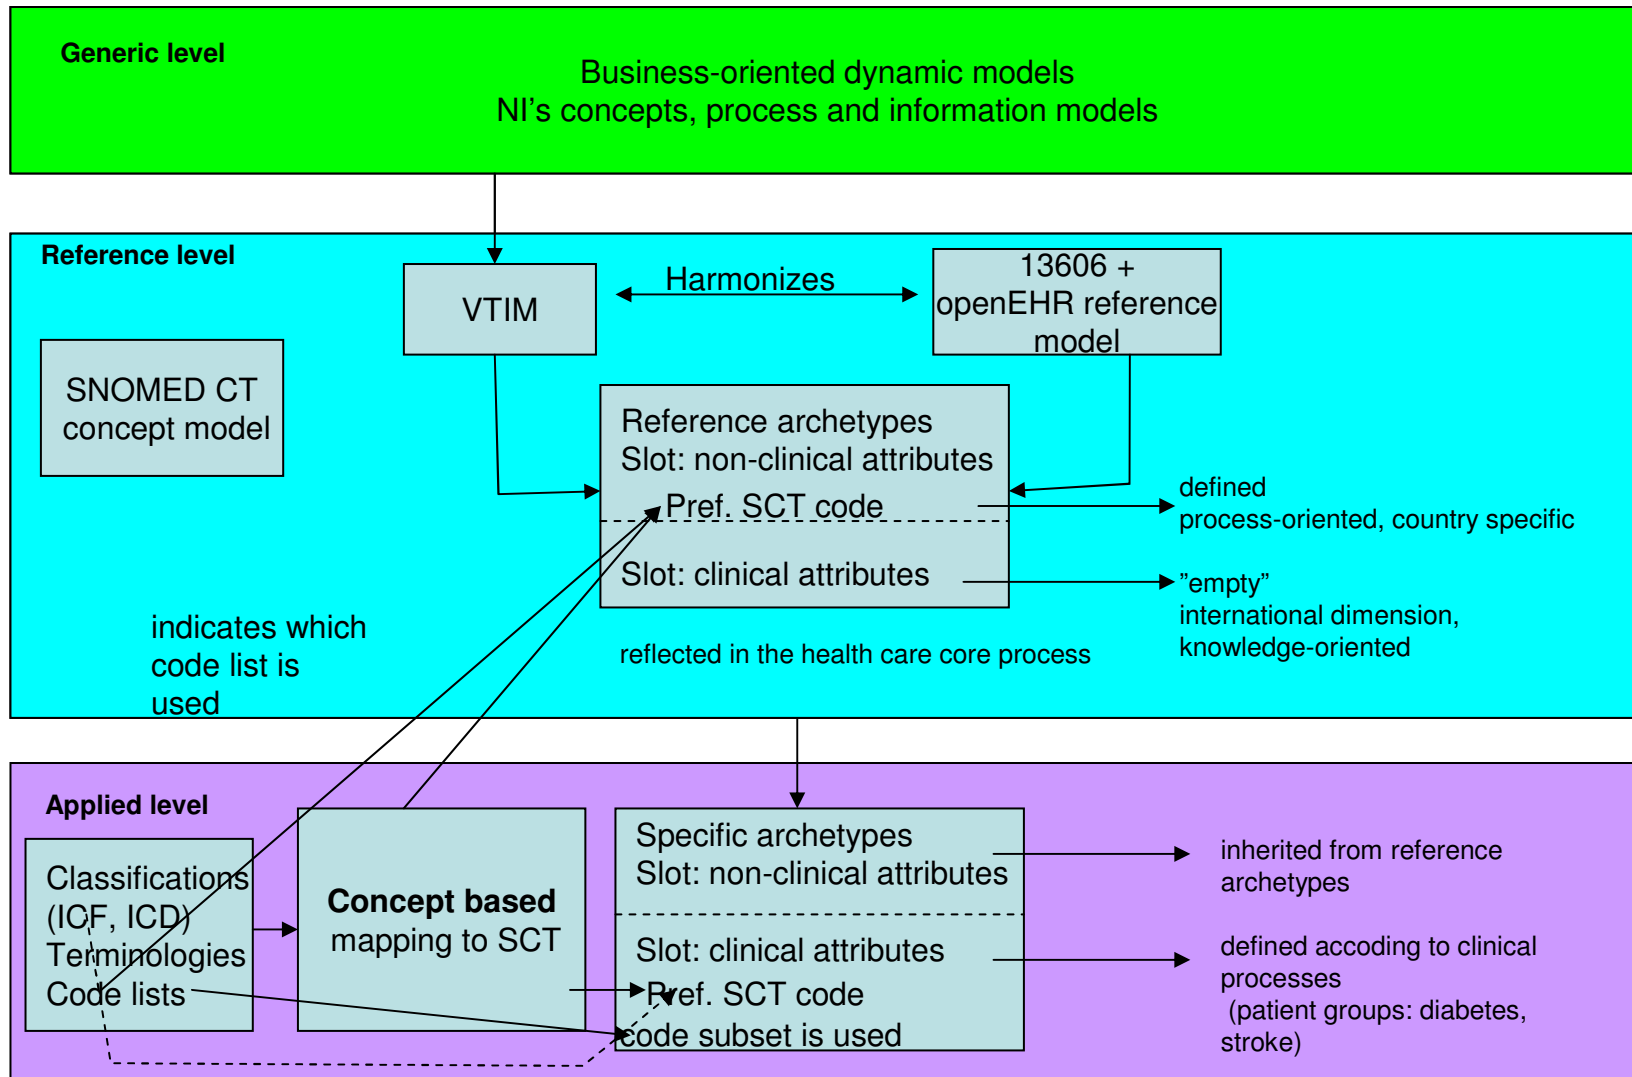 Generic level
Business-oriented dynamic models
NI's concepts, process and information models
Reference level
VTIM
Harmonizes
13606 +
openEHR reference
model
SNOMED CT
concept model
Reference archetypes
Slot: non-clinical attributes
Pref. SCT code
Slot: clinical attributes
defined
process-oriented, country specific
”empty”
international dimension,
knowledge-oriented
indicates which
code list is
used
reflected in the health care core process
Applied level
Classifications
(ICF, ICD)
Terminologies
Code lists
Concept based
mapping to SCT
Specific archetypes
Slot: non-clinical attributes
Slot: clinical attributes
Pref. SCT code
code subset is used
inherited from reference
archetypes
defined accoding to clinical
processes
(patient groups: diabetes,
stroke)